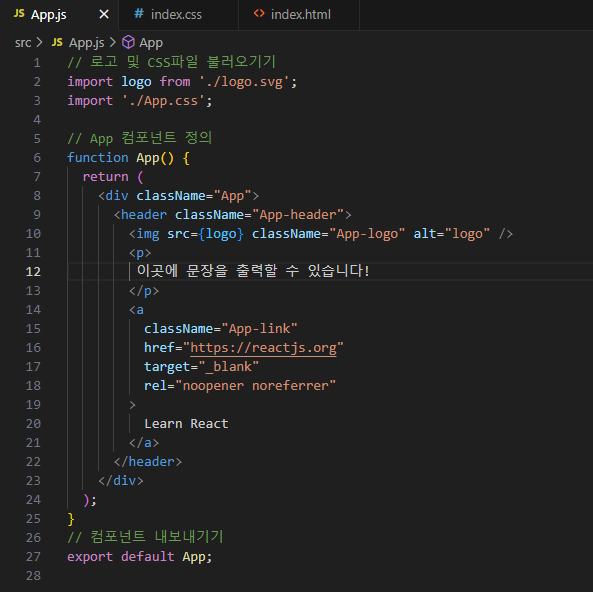 JS App.js × # index.css <> index.html
src > JS App.js > App
1 // 로고 및 CSS파일 불러오기기
2 import logo from './logo.svg';
3 import './App.css';
4
5 // App 컴포넌트 정의
6 function App() {
7   return (
8     <div className="App">
9       <header className="App-header">
10         <img src={logo} className="App-logo" alt="logo" />
11         <p>
12           이곳에 문장을 출력할 수 있습니다!
13         </p>
14         <a
15           className="App-link"
16           href="https://reactjs.org"
17           target="_blank"
18           rel="noopener noreferrer"
19         >
20           Learn React
21         </a>
22       </header>
23     </div>
24   );
25 }
26 // 컴포넌트 내보내기기
27 export default App;
28